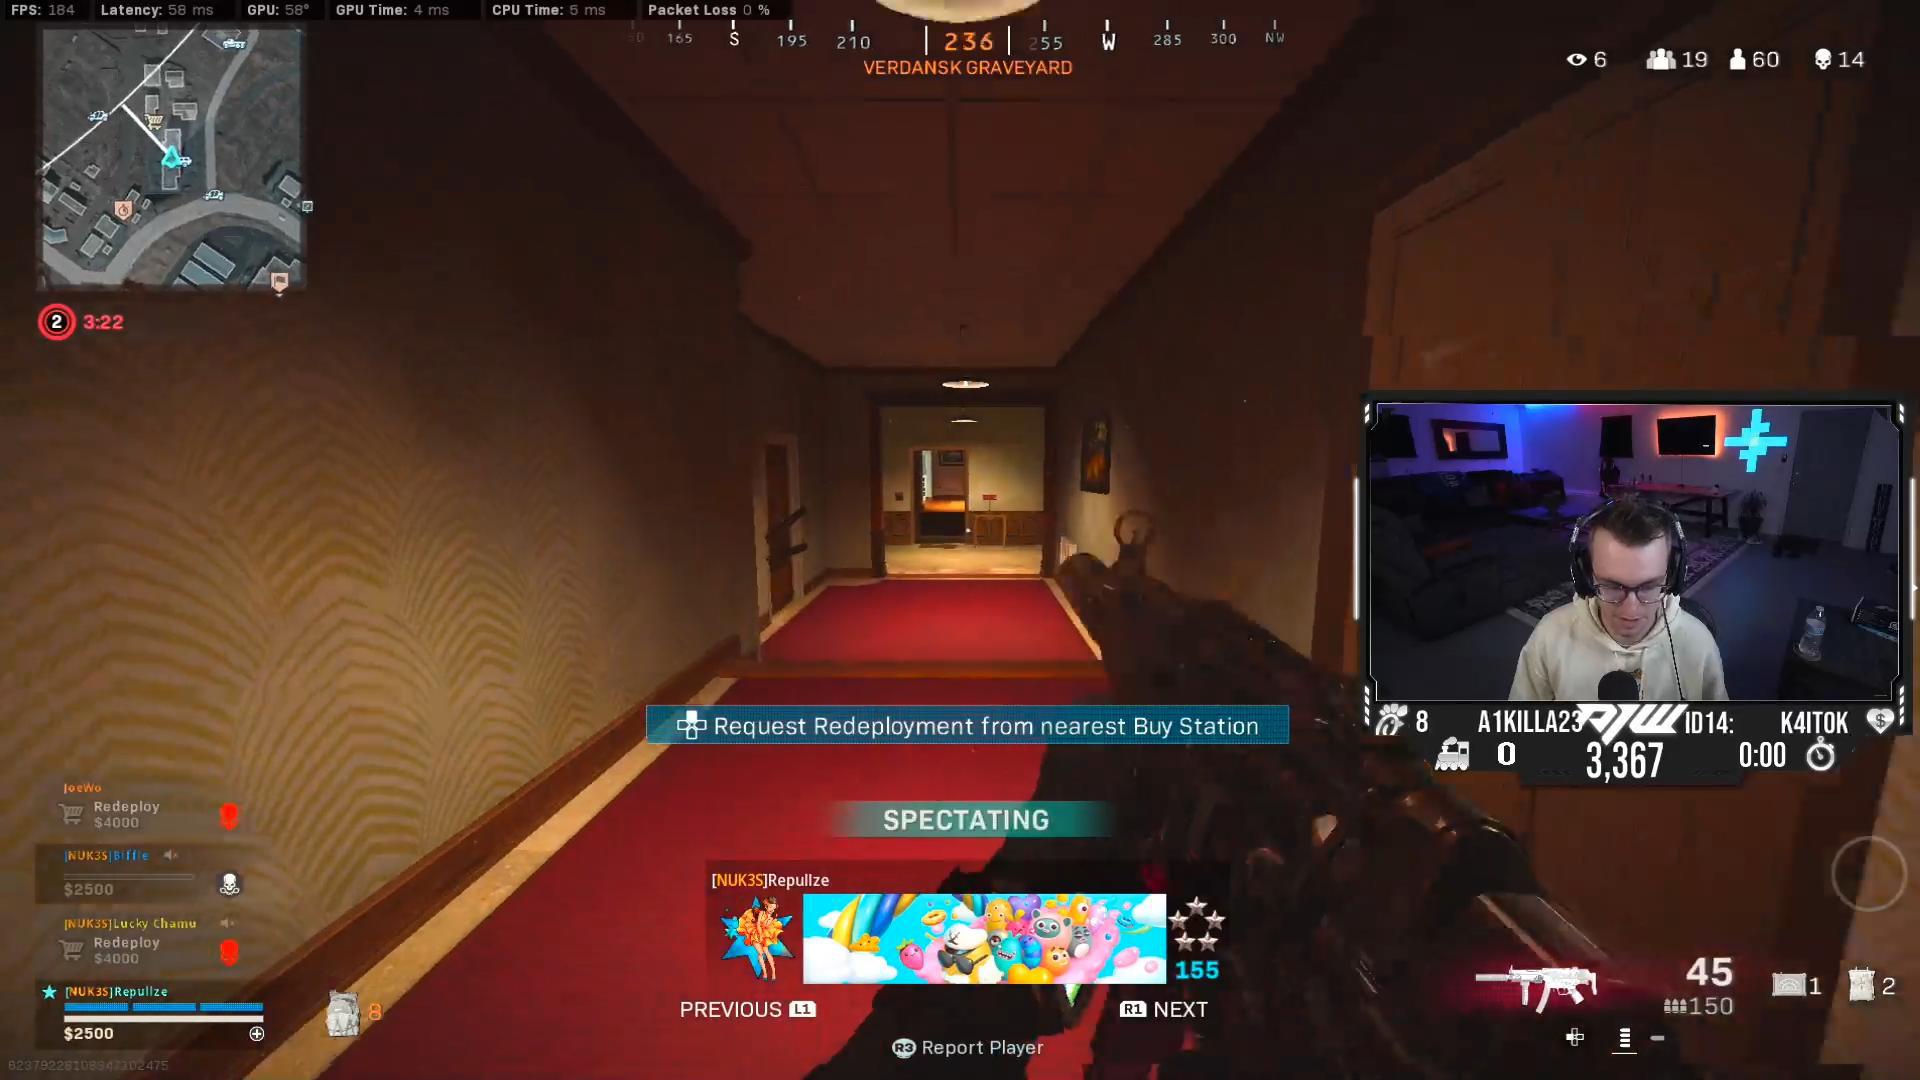 FPS: 184 Latency: 58 ms GPU: 58° GPU Time: 4 ms CPU Time: 5 ms Packet Loss 0 %
165 S 195 210 236 255 W 285 300 NW
VERDANSK GRAVEYARD
6 19 60 14
2 3:22
Request Redeployment from nearest Buy Station
8 A1KILLA23 ID14: K4ITOK
0 3,367 0:00
SPECTATING
JoeWo
Redeploy
$4000
[NUK3S]Biffle
$2500
[NUK3S]Lucky Chamu
Redeploy
$4000
[NUK3S]Repullze
$2500
8
[NUK3S]Repullze
155
PREVIOUS L1
R1 NEXT
R3 Report Player
45
150
1 2